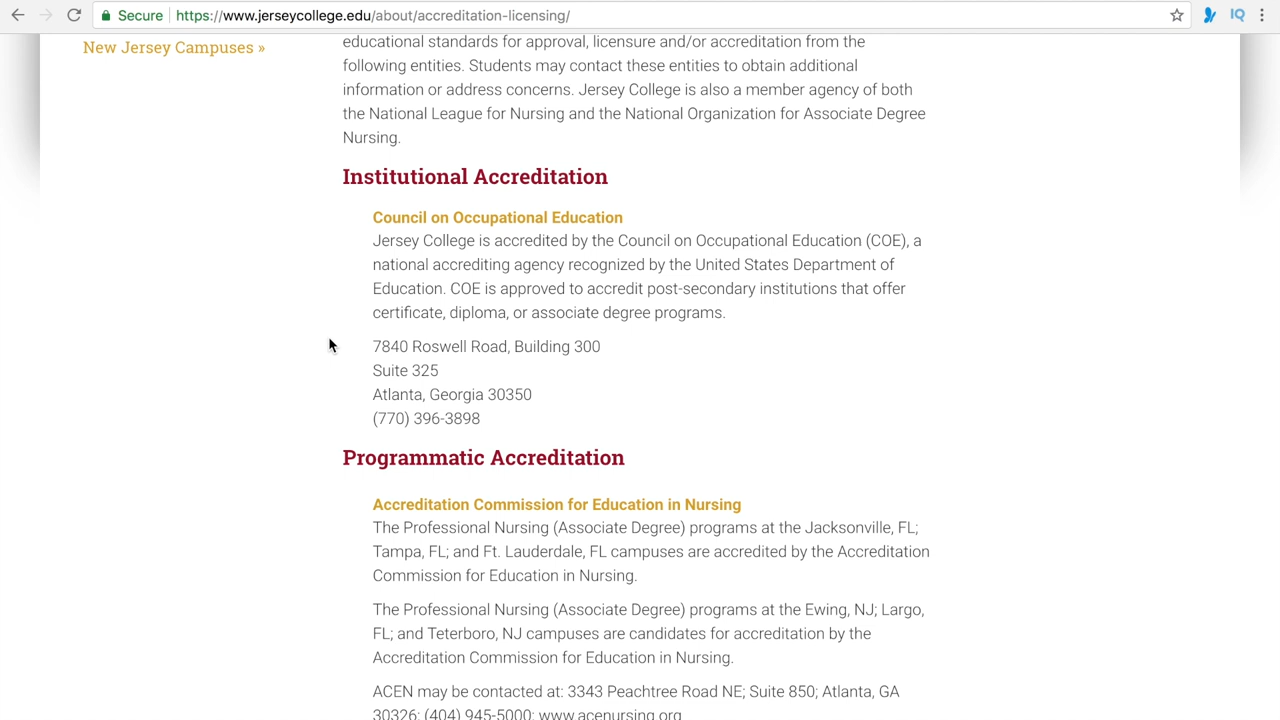 Secure https://www.jerseycollege.edu/about/accreditation-licensing/
IQ
New Jersey Campuses »
educational standards for approval, licensure and/or accreditation from the
following entities. Students may contact these entities to obtain additional
information or address concerns. Jersey College is also a member agency of both
the National League for Nursing and the National Organization for Associate Degree
Nursing.
Institutional Accreditation
Council on Occupational Education
Jersey College is accredited by the Council on Occupational Education (COE), a
national accrediting agency recognized by the United States Department of
Education. COE is approved to accredit post-secondary institutions that offer
certificate, diploma, or associate degree programs.
7840 Roswell Road, Building 300
Suite 325
Atlanta, Georgia 30350
(770) 396-3898
Programmatic Accreditation
Accreditation Commission for Education in Nursing
The Professional Nursing (Associate Degree) programs at the Jacksonville, FL;
Tampa, FL; and Ft. Lauderdale, FL campuses are accredited by the Accreditation
Commission for Education in Nursing.
The Professional Nursing (Associate Degree) programs at the Ewing, NJ; Largo,
FL; and Teterboro, NJ campuses are candidates for accreditation by the
Accreditation Commission for Education in Nursing.
ACEN may be contacted at: 3343 Peachtree Road NE; Suite 850; Atlanta, GA
30326; (404) 945-5000; www.acenursing.org